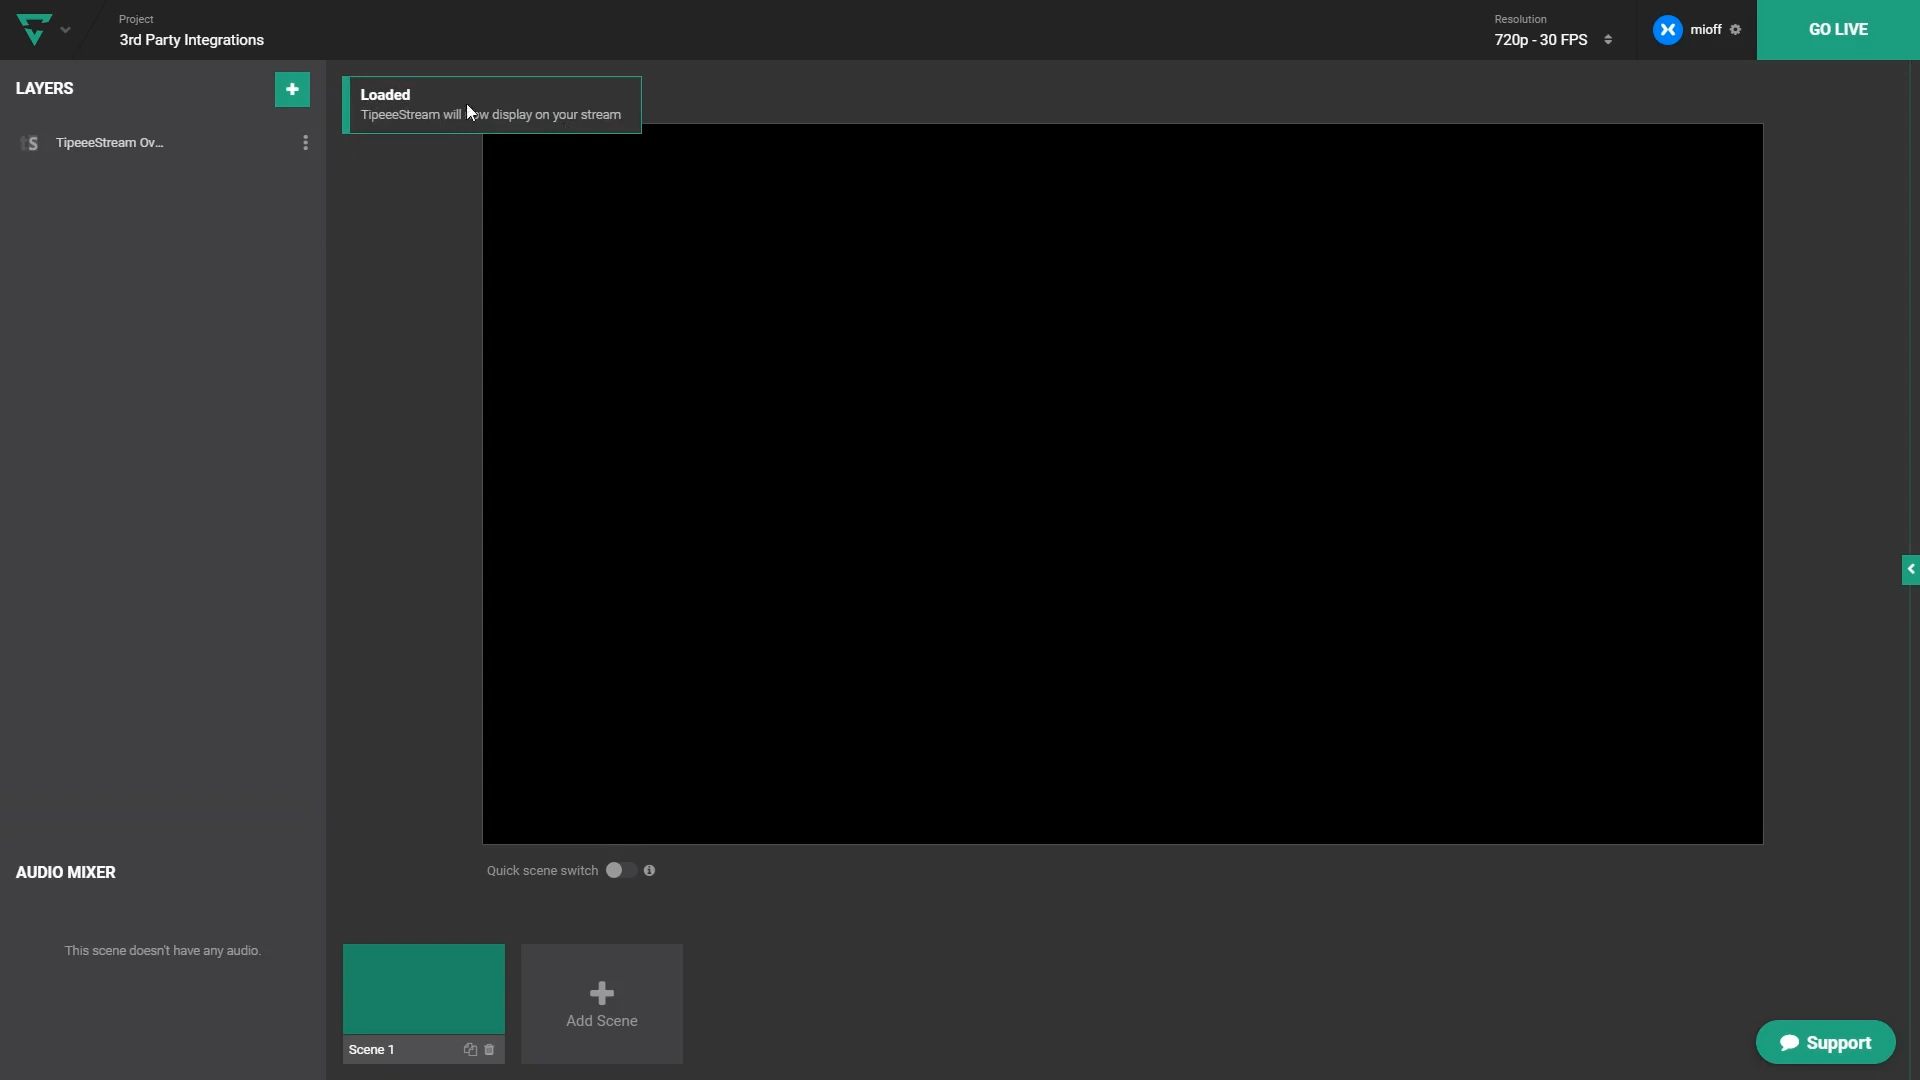 Project
3rd Party Integrations
Resolution
720p - 30 FPS
mioff
GO LIVE
LAYERS
Loaded
TipeeeStream will display on your stream
tS
TipeeeStream Ov...
Quick scene switch
AUDIO MIXER
This scene doesn't have any audio.
Add Scene
Scene 1
Support